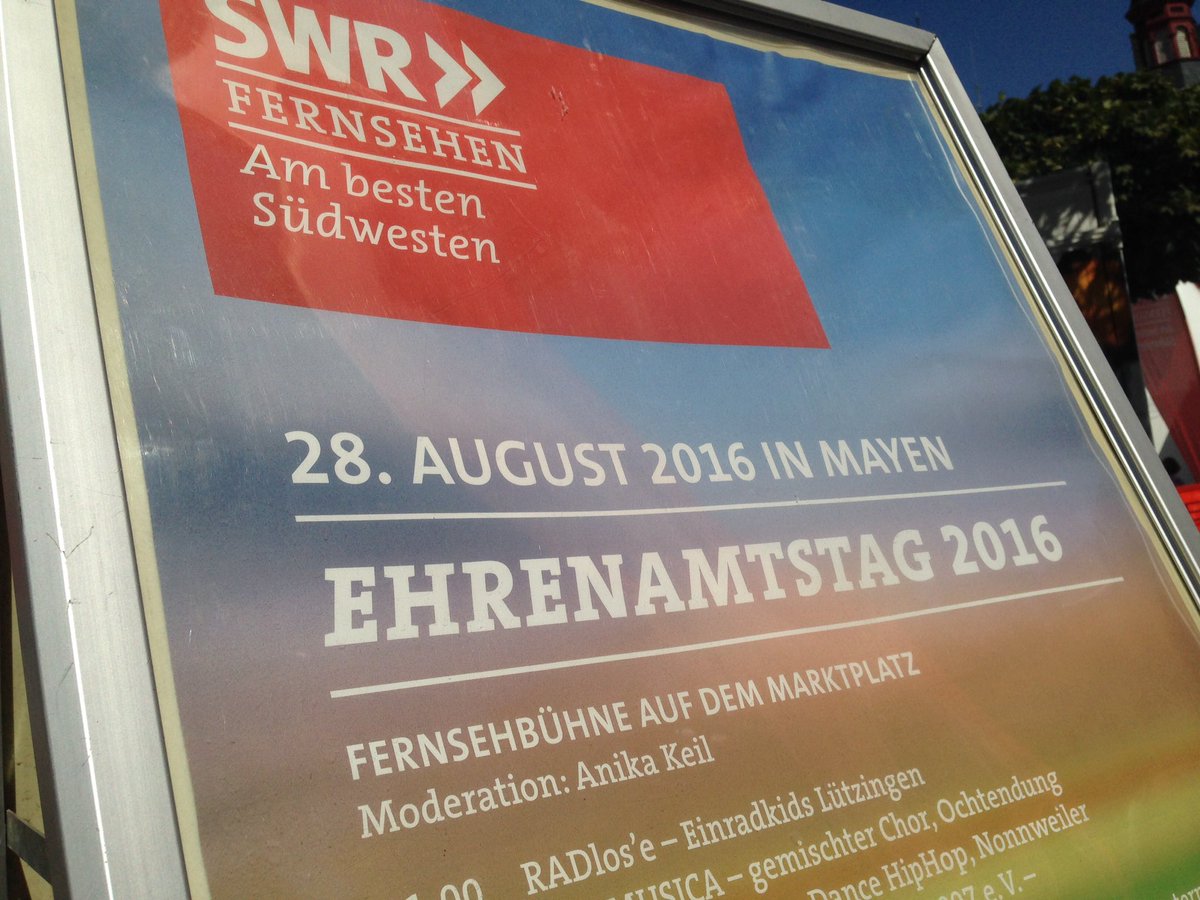 SWR»
FERNSEHEN
Am besten
Südwesten
28. AUGUST 2016 IN MAYEN
EHRENAMTSTAG 2016
FERNSEHBÜHNE AUF DEM MARKTPLATZ
Moderation: Anika Keil
RADlos'e – Einradkids Lützingen
MUSICA – gemischter Chor, Ochtendung
Dance HipHop, Nonnweiler
e.V.–